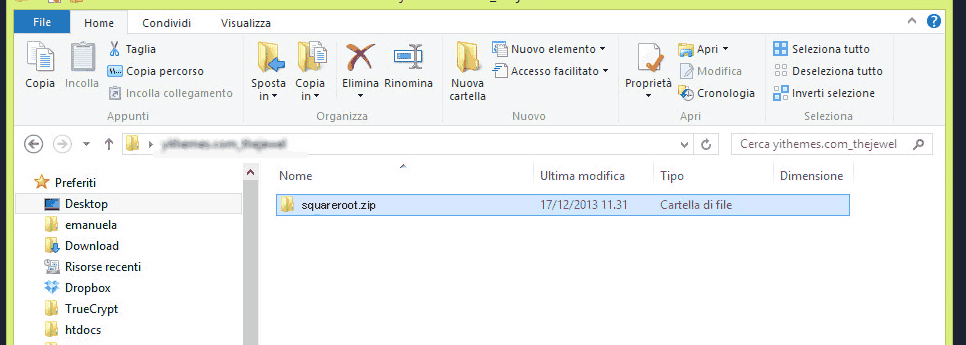 File Home Condividi Visualizza
Copia
Incolla
Taglia
Copia percorso
Incolla collegamento
Appunti
Sposta in
Copia in
Elimina
Rinomina
Organizza
Nuova cartella
Nuovo elemento
Accesso facilitato
Nuovo
Proprietà
Apri
Modifica
Cronologia
Apri
Seleziona tutto
Deseleziona tutto
Inverti selezione
Seleziona
Cerca yithemes.com_thejewel
Preferiti
Desktop
emanuela
Download
Risorse recenti
Dropbox
TrueCrypt
htdocs
Nome Ultima modifica Tipo Dimensione
squareroot.zip 17/12/2013 11.31 Cartella di file